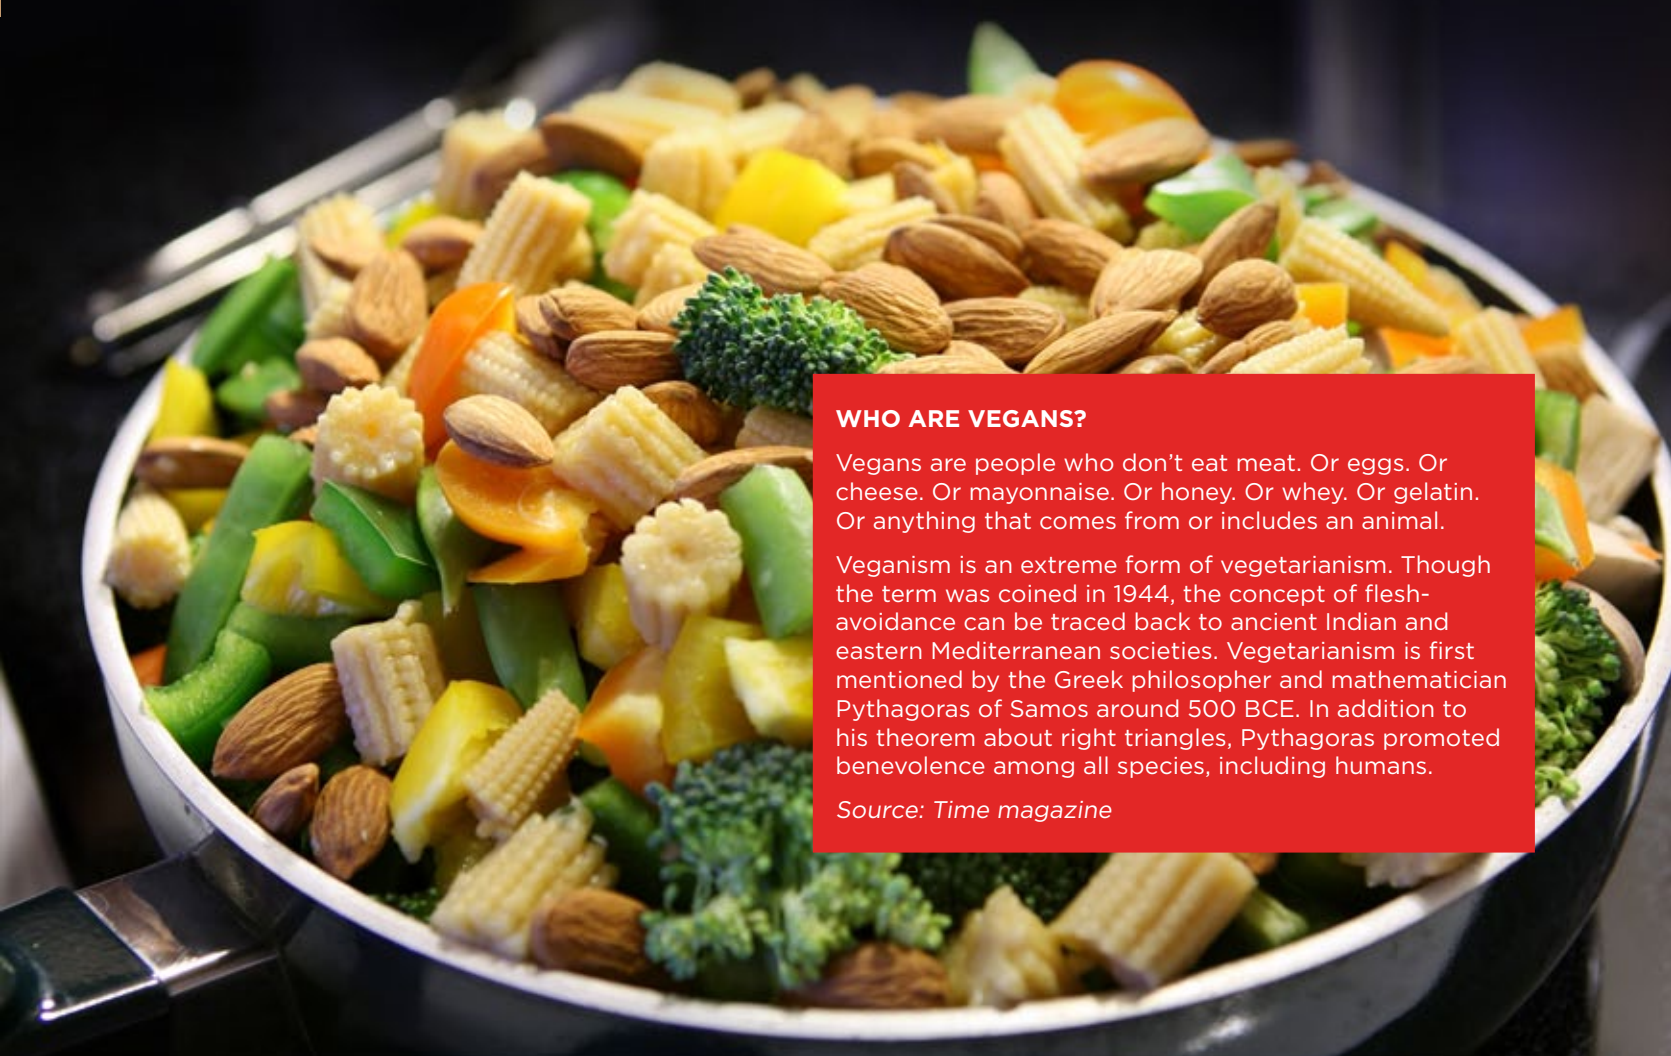 WHO ARE VEGANS?
Vegans are people who don’t eat meat. Or eggs. Or
cheese. Or mayonnaise. Or honey. Or whey. Or gelatin.
Or anything that comes from or includes an animal.
Veganism is an extreme form of vegetarianism. Though
the term was coined in 1944, the concept of flesh-
avoidance can be traced back to ancient Indian and
eastern Mediterranean societies. Vegetarianism is first
mentioned by the Greek philosopher and mathematician
Pythagoras of Samos around 500 BCE. In addition to
his theorem about right triangles, Pythagoras promoted
benevolence among all species, including humans.
Source: Time magazine